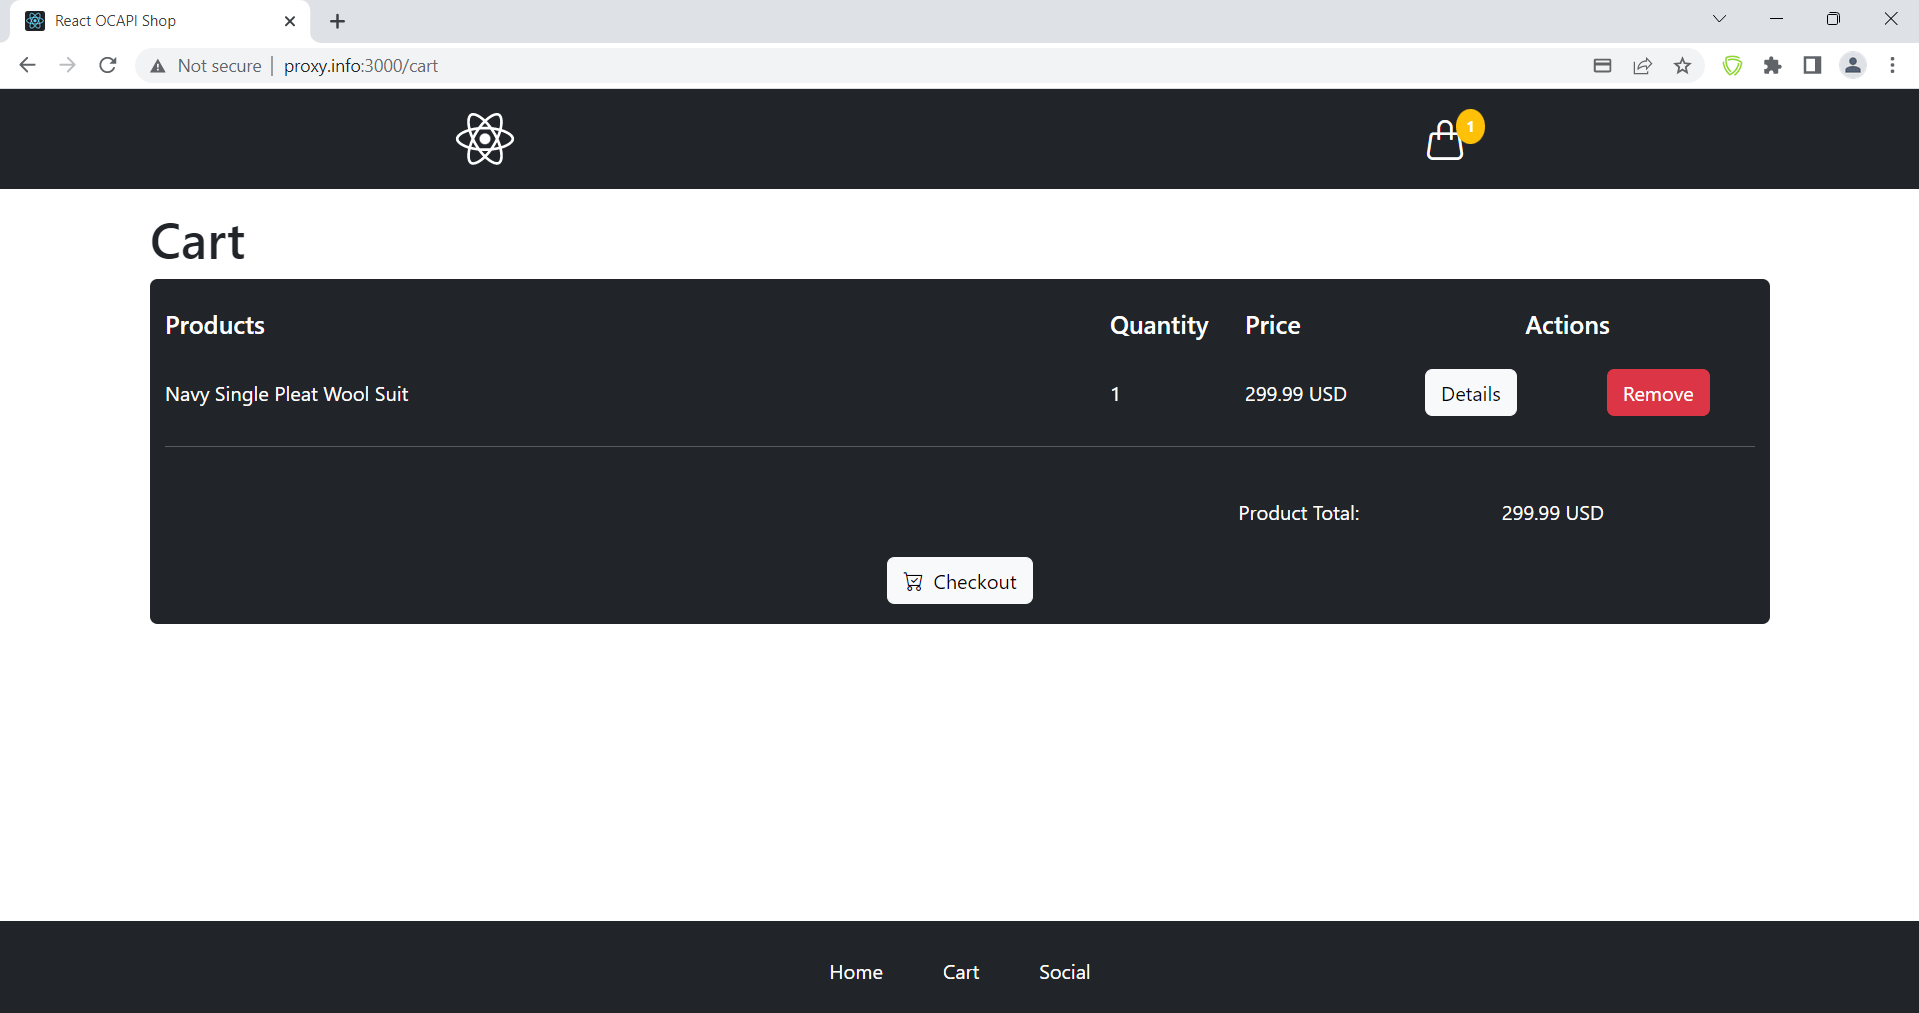 React OCAPI Shop
Not secure | proxy.info:3000/cart
1
Cart
Products Quantity Price Actions
Navy Single Pleat Wool Suit 1 299.99 USD Details Remove
Product Total: 299.99 USD
Checkout
Home Cart Social